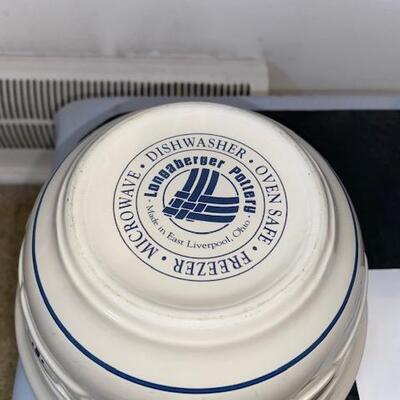 MICROWAVE • DISHWASHER • OVEN SAFE • FREEZER •
Longaberger Pottery
- Made in East Liverpool, Ohio -